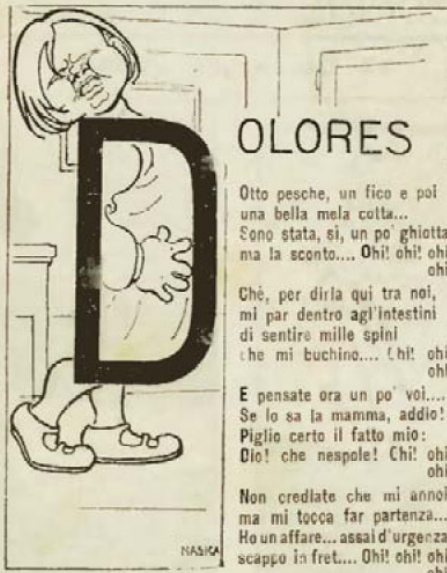 DOLORES
Otto pesche, un fico e poi
una bella mela cotta...
Sono stata, si, un po' ghiotta
ma la sconto.... Ohi! ohi! ohi
ohi
Ché, per dirla qui tra noi,
mi par dentro agl'intestini
di sentire mille spini
che mi buchino.... Ohi! ohi
ohi
E pensate ora un po' voi....
Se lo sa la mamma, addio!
Piglio certo il fatto mio:
Dio! che nespole! Ohi! ohi
ohi
Non crediate che mi annoi
ma mi tocca far partenza...
Ho un affare... assai d'urgenza
scappo in fret.... Ohi! ohi! ohi
ohi
NASICA